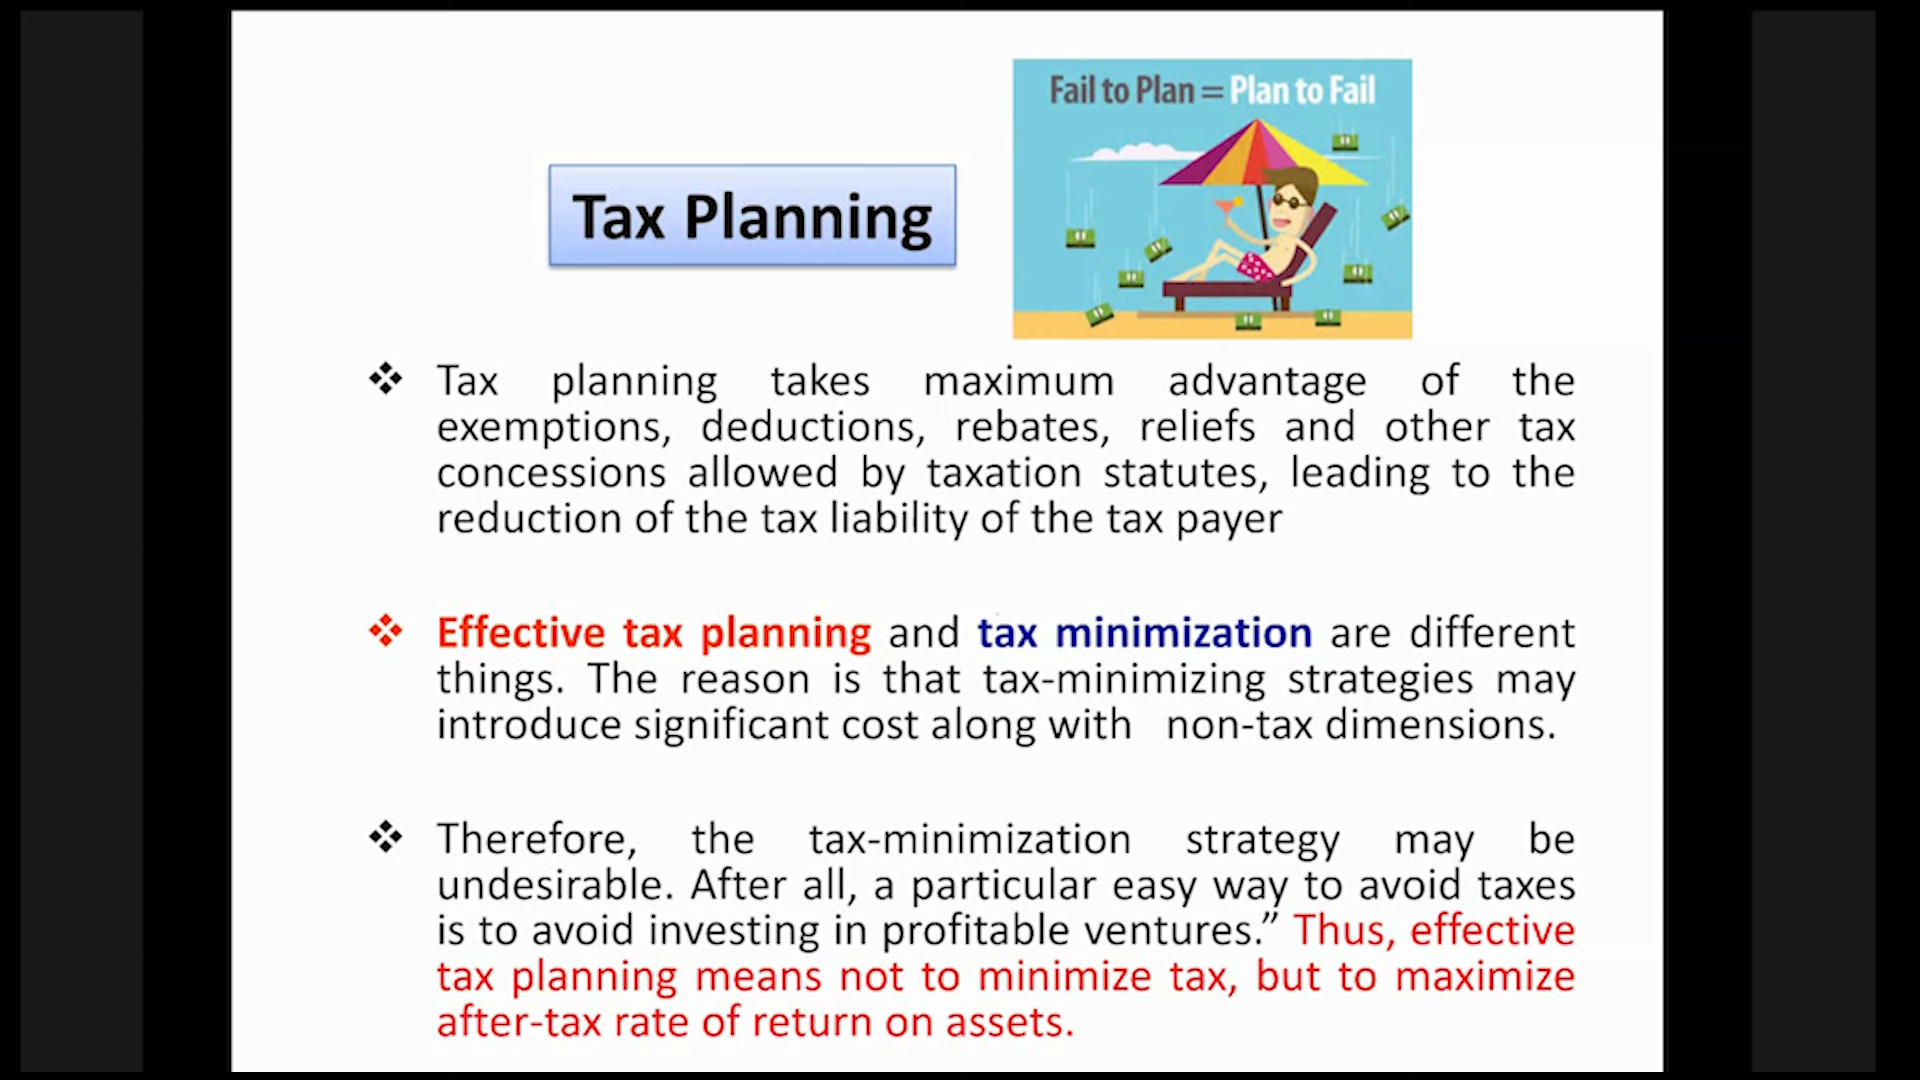 Fail to Plan = Plan to Fail
Tax Planning
❖ Tax planning takes maximum advantage of the
exemptions, deductions, rebates, reliefs and other tax
concessions allowed by taxation statutes, leading to the
reduction of the tax liability of the tax payer
❖ Effective tax planning and tax minimization are different
things. The reason is that tax-minimizing strategies may
introduce significant cost along with non-tax dimensions.
❖ Therefore, the tax-minimization strategy may be
undesirable. After all, a particular easy way to avoid taxes
is to avoid investing in profitable ventures.” Thus, effective
tax planning means not to minimize tax, but to maximize
after-tax rate of return on assets.